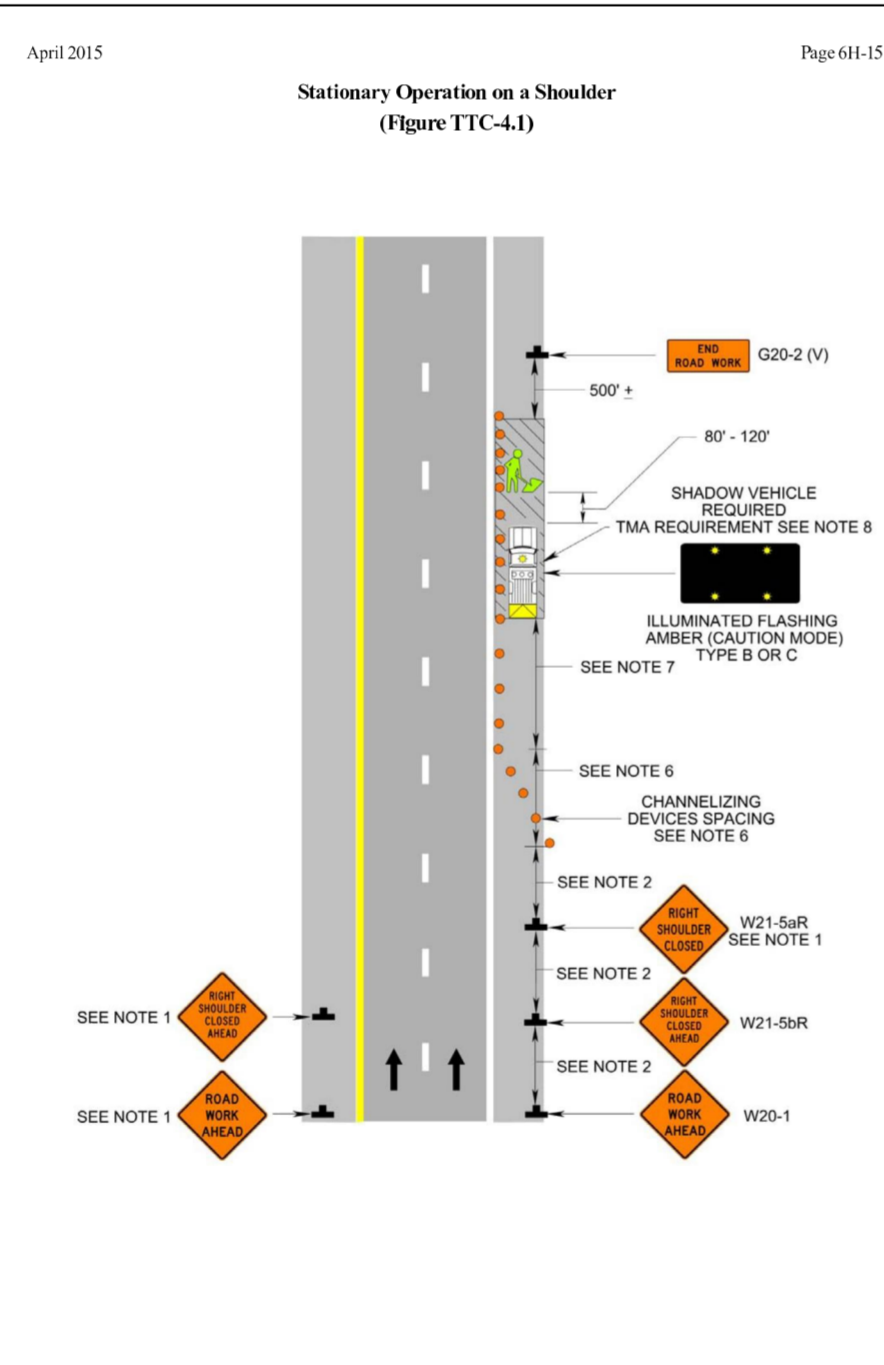 April 2015
Page 6H-15
Stationary Operation on a Shoulder
(Figure TTC-4.1)
END
ROAD WORK
G20-2 (V)
500' ±
80' - 120'
SHADOW VEHICLE
REQUIRED
TMA REQUIREMENT SEE NOTE 8
ILLUMINATED FLASHING
AMBER (CAUTION MODE)
TYPE B OR C
SEE NOTE 7
SEE NOTE 6
CHANNELIZING
DEVICES SPACING
SEE NOTE 6
SEE NOTE 2
RIGHT
SHOULDER
CLOSED
W21-5aR
SEE NOTE 1
SEE NOTE 2
SEE NOTE 1
RIGHT
SHOULDER
CLOSED
AHEAD
RIGHT
SHOULDER
CLOSED
AHEAD
W21-5bR
SEE NOTE 2
SEE NOTE 1
ROAD
WORK
AHEAD
ROAD
WORK
AHEAD
W20-1